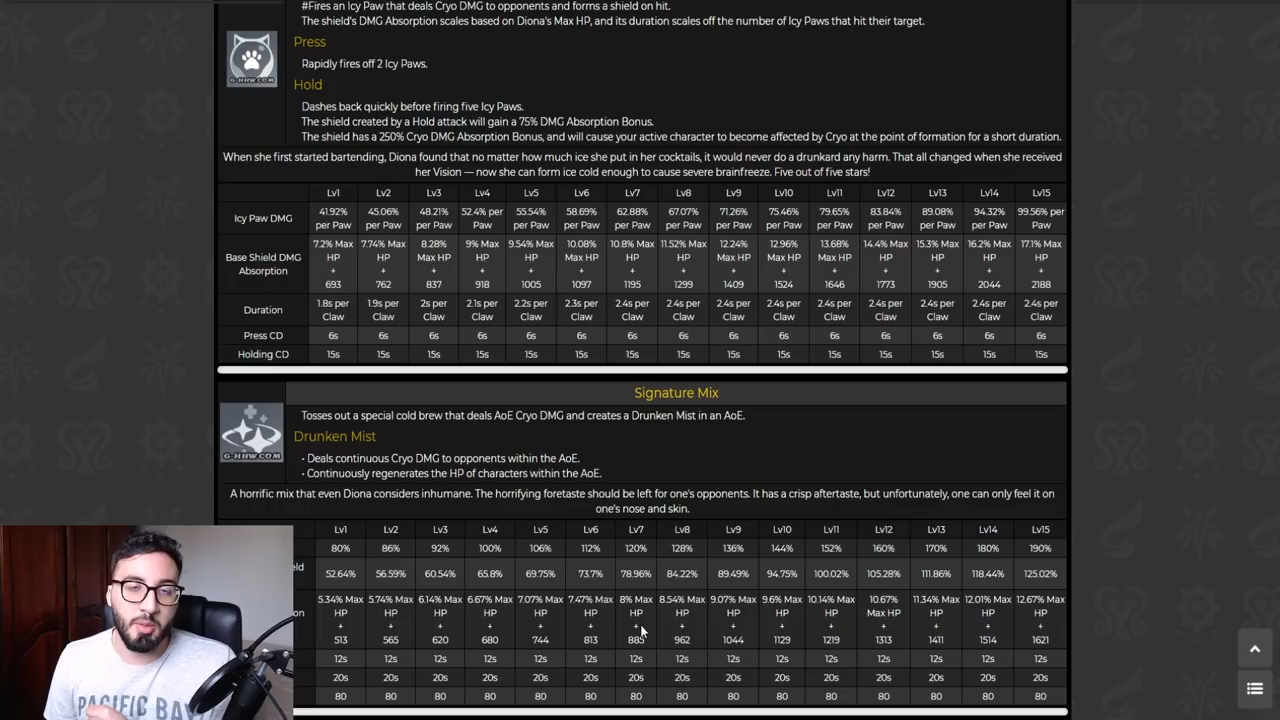 #Fires an Icy Paw that deals Cryo DMG to opponents and forms a shield on hit.
The shield's DMG Absorption scales based on Diona's Max HP, and its duration scales off the number of Icy Paws that hit their target.
G-HHW.COM
Press
Rapidly fires off 2 Icy Paws.
Hold
Dashes back quickly before firing five Icy Paws.
The shield created by a Hold attack will gain a 75% DMG Absorption Bonus.
The shield has a 250% Cryo DMG Absorption Bonus, and will cause your active character to become affected by Cryo at the point of formation for a short duration.
When she first started bartending, Diona found that no matter how much ice she put in her cocktails, it would never do a drunkard any harm. That all changed when she received
her Vision — now she can form ice cold enough to cause severe brainfreeze. Five out of five stars!
Lv1 Lv2 Lv3 Lv4 Lv5 Lv6 Lv7 Lv8 Lv9 Lv10 Lv11 Lv12 Lv13 Lv14 Lv15
Icy Paw DMG
41.92% 45.06% 48.21% 52.4% per 55.54% 58.69% 62.88% 67.07% 71.26% 75.46% 79.65% 83.84% 89.08% 94.32% 99.56% per
per Paw per Paw per Paw Paw per Paw per Paw per Paw per Paw per Paw per Paw per Paw per Paw per Paw per Paw Paw
Base Shield DMG
Absorption
7.2% Max 7.74% Max 8.28% 9% Max 9.54% Max 10.08% 10.8% Max 11.52% Max 12.24% 12.96% 13.68% 14.4% Max 15.3% Max 16.2% Max 17.1% Max
HP HP Max HP HP HP Max HP HP HP Max HP Max HP Max HP HP HP HP HP
+ + + + + + + + + + + + + + +
693 762 837 918 1005 1097 1195 1299 1409 1524 1646 1773 1905 2044 2188
Duration
1.8s per 1.9s per 2s per 2.1s per 2.2s per 2.3s per 2.4s per 2.4s per 2.4s per 2.4s per 2.4s per 2.4s per 2.4s per 2.4s per 2.4s per
Claw Claw Claw Claw Claw Claw Claw Claw Claw Claw Claw Claw Claw Claw Claw
Press CD 6s 6s 6s 6s 6s 6s 6s 6s 6s 6s 6s 6s 6s 6s 6s
Holding CD 15s 15s 15s 15s 15s 15s 15s 15s 15s 15s 15s 15s 15s 15s 15s
Signature Mix
Tosses out a special cold brew that deals AoE Cryo DMG and creates a Drunken Mist in an AoE.
G-HHW.COM
Drunken Mist
• Deals continuous Cryo DMG to opponents within the AoE.
• Continuously regenerates the HP of characters within the AoE.
A horrific mix that even Diona considers inhumane. The horrifying foretaste should be left for one's opponents. It has a crisp aftertaste, but unfortunately, one can only feel it on
one's nose and skin.
Lv1 Lv2 Lv3 Lv4 Lv5 Lv6 Lv7 Lv8 Lv9 Lv10 Lv11 Lv12 Lv13 Lv14 Lv15
80% 86% 92% 100% 106% 112% 120% 128% 136% 144% 152% 160% 170% 180% 190%
52.64% 56.59% 60.54% 65.8% 69.75% 73.7% 78.96% 84.22% 89.49% 94.75% 100.02% 105.28% 111.86% 118.44% 125.02%
5.34% Max 5.74% Max 6.14% Max 6.67% Max 7.07% Max 7.47% Max 8% Max 8.54% Max 9.07% Max 9.6% Max 10.14% Max 10.67% 11.34% Max 12.01% Max 12.67% Max
HP HP HP HP HP HP HP HP HP HP HP Max HP HP HP HP
+ + + + + + + + + + + + + + +
513 565 620 680 744 813 885 962 1044 1129 1219 1313 1411 1514 1621
12s 12s 12s 12s 12s 12s 12s 12s 12s 12s 12s 12s 12s 12s 12s
20s 20s 20s 20s 20s 20s 20s 20s 20s 20s 20s 20s 20s 20s 20s
80 80 80 80 80 80 80 80 80 80 80 80 80 80 80
PACIFIC BAY